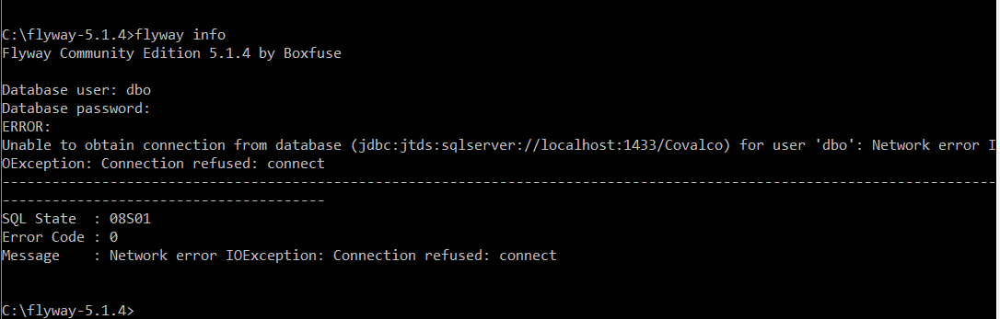 C:\flyway-5.1.4>flyway info
Flyway Community Edition 5.1.4 by Boxfuse
Database user: dbo
Database password:
ERROR:
Unable to obtain connection from database (jdbc:jtds:sqlserver://localhost:1433/Covalco) for user 'dbo': Network error I
OException: Connection refused: connect
------------------------------------------------------------------------------------------------------------------------
---------------------------------------
SQL State  : 08S01
Error Code : 0
Message    : Network error IOException: Connection refused: connect
C:\flyway-5.1.4>